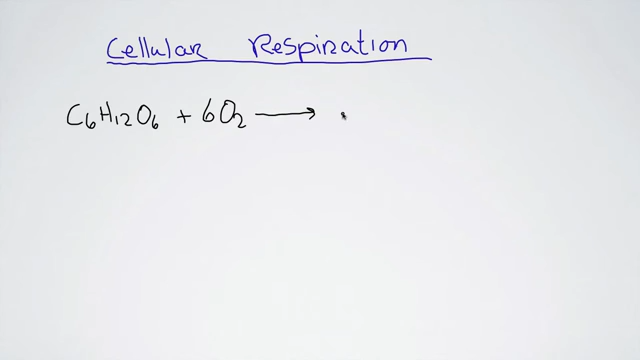 Cellular Respiration
C₆H₁₂O₆ + 6O₂ ⟶